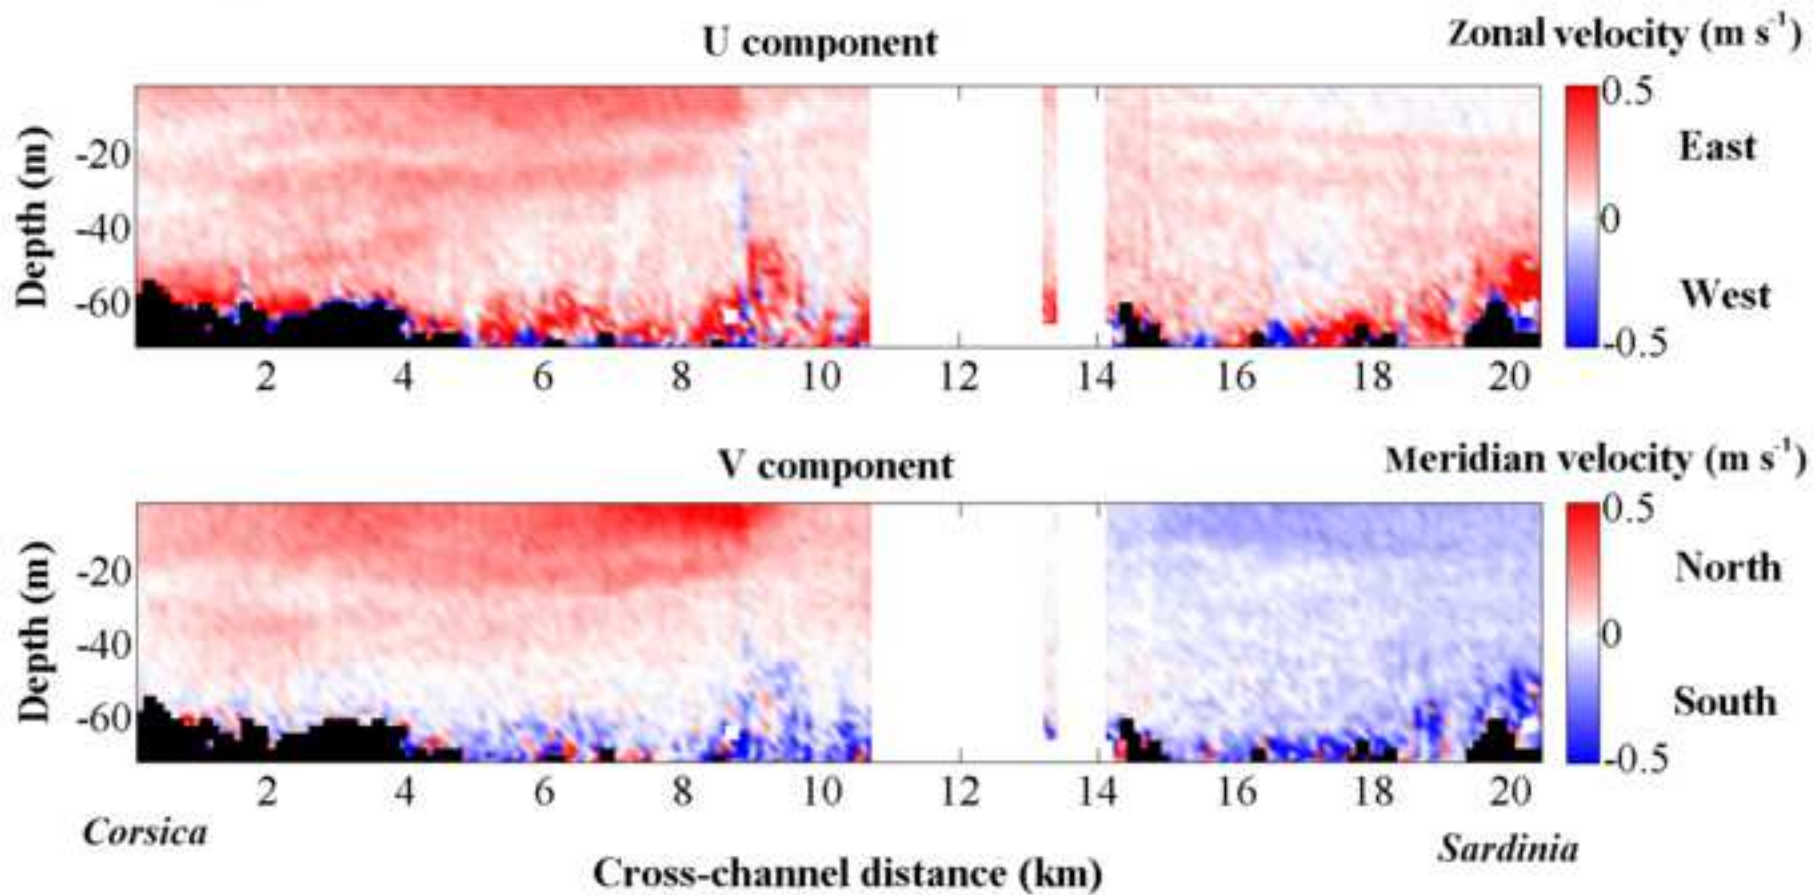 U component
Zonal velocity (m s-1)
Depth (m)
-20
-40
-60
2 4 6 8 10 12 14 16 18 20
0.5
0
-0.5
East
West
V component
Meridian velocity (m s-1)
Depth (m)
-20
-40
-60
2 4 6 8 10 12 14 16 18 20
0.5
0
-0.5
North
South
Corsica
Sardinia
Cross-channel distance (km)